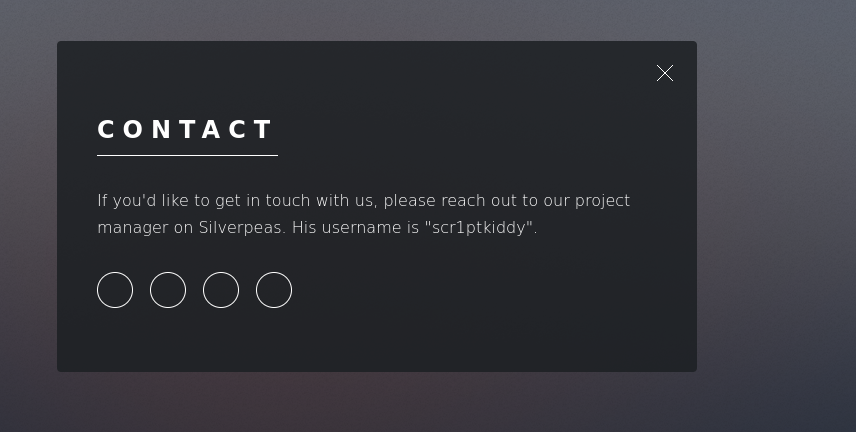 CONTACT
If you'd like to get in touch with us, please reach out to our project
manager on Silverpeas. His username is "scr1ptkiddy".